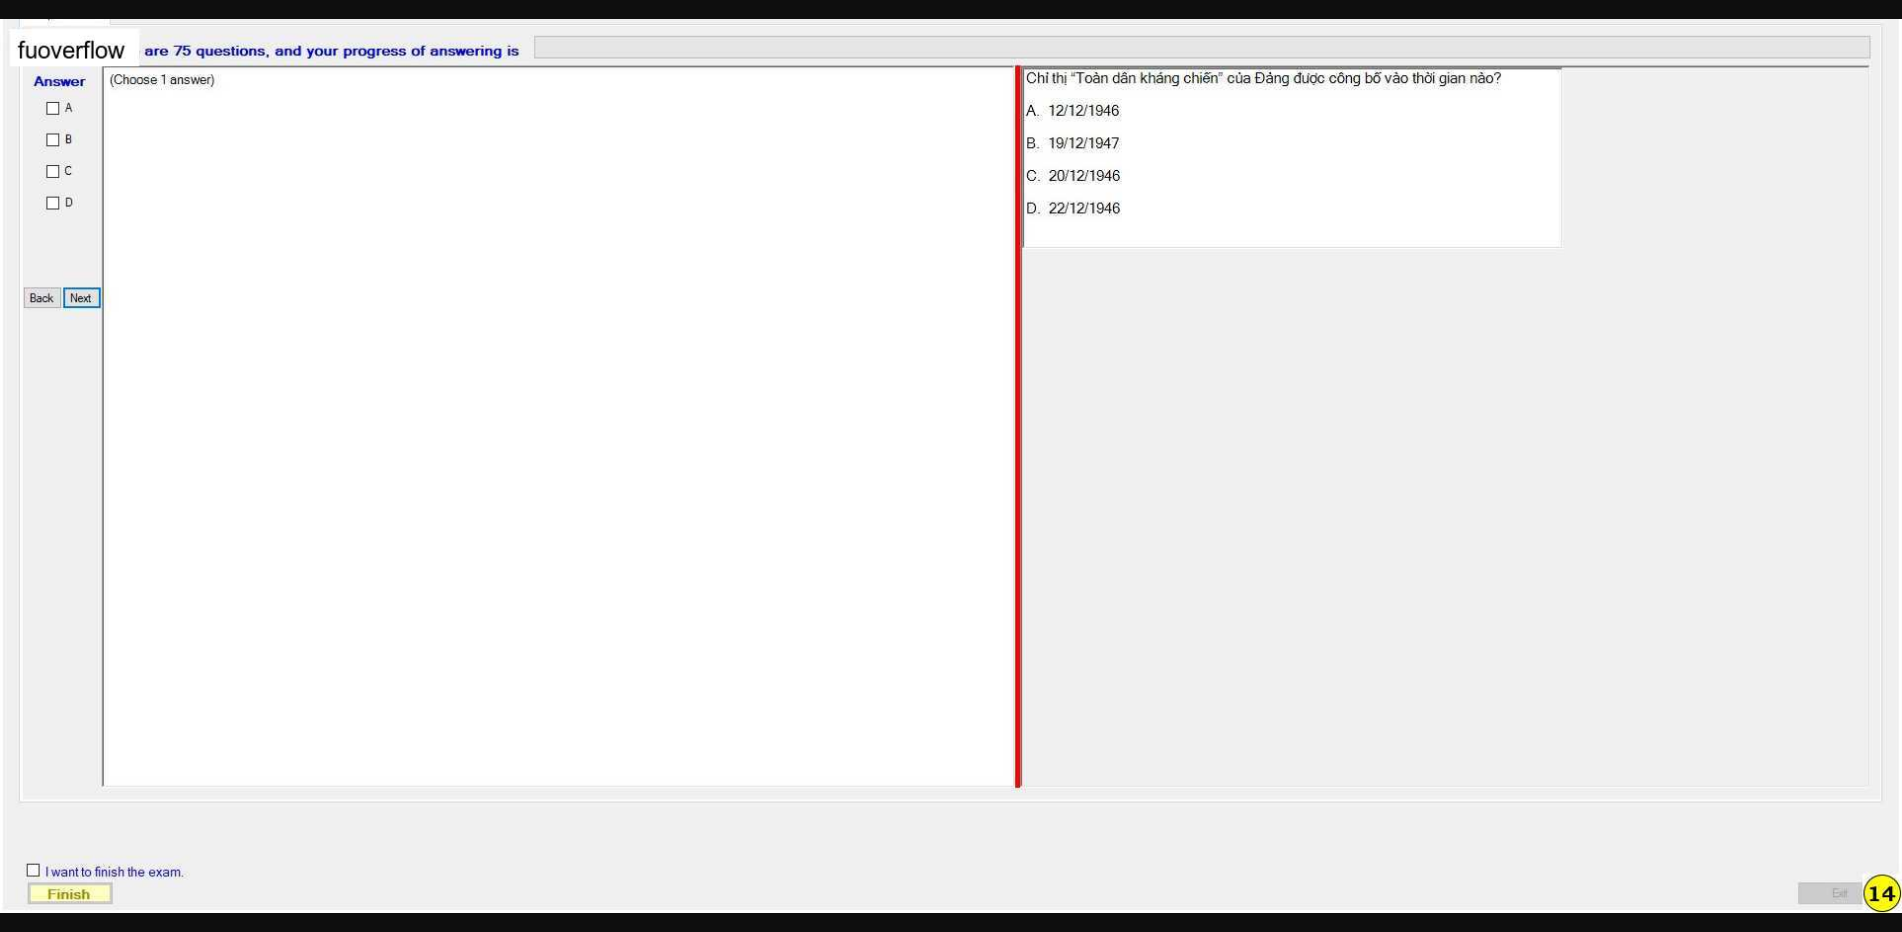 fuoverflow are 75 questions, and your progress of answering is
Answer
A
B
C
D
Back Next
(Choose 1 answer)
Chỉ thị “Toàn dân kháng chiến” của Đảng được công bố vào thời gian nào?
A. 12/12/1946
B. 19/12/1947
C. 20/12/1946
D. 22/12/1946
I want to finish the exam.
Finish
Exit
14